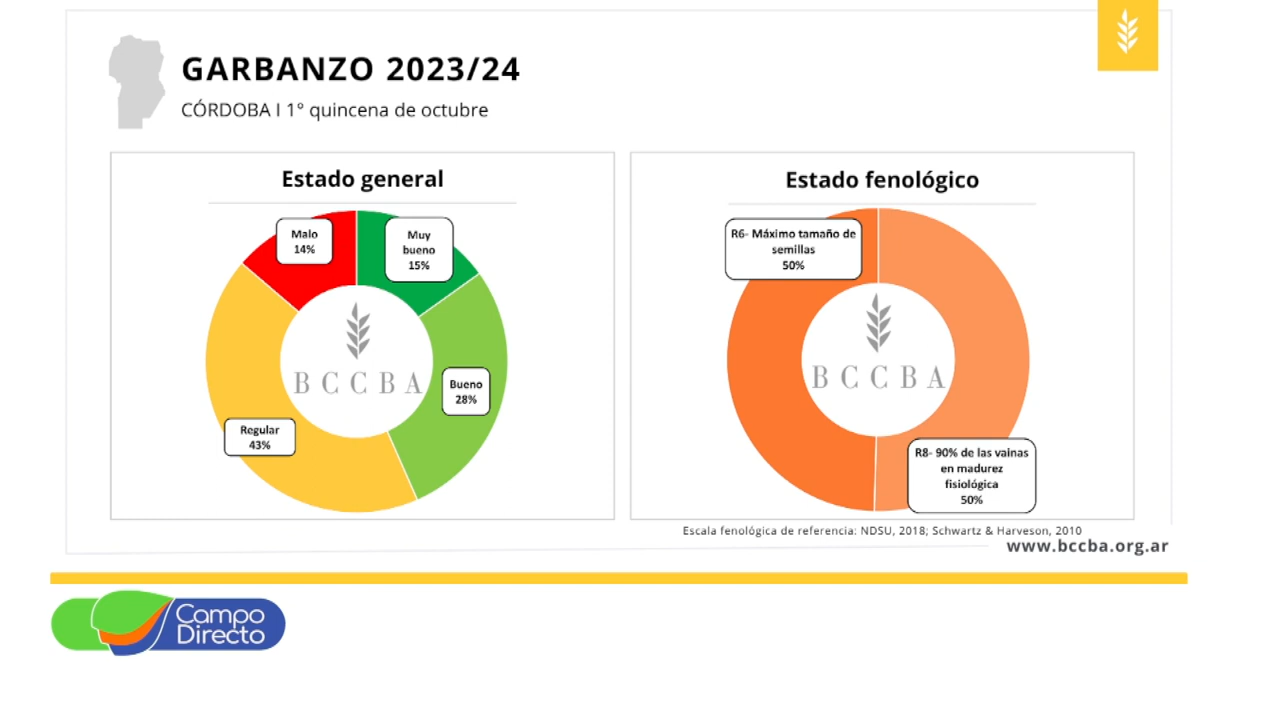 GARBANZO 2023/24
CÓRDOBA I 1° quincena de octubre
Estado general
Malo
14%
Muy
bueno
15%
Bueno
28%
Regular
43%
BCCBA
Estado fenológico
R6- Máximo tamaño de
semillas
50%
BCCBA
R8- 90% de las vainas
en madurez
fisiológica
50%
Escala fenológica de referencia: NDSU, 2018; Schwartz & Harveson, 2010
www.bccba.org.ar
Campo
Directo